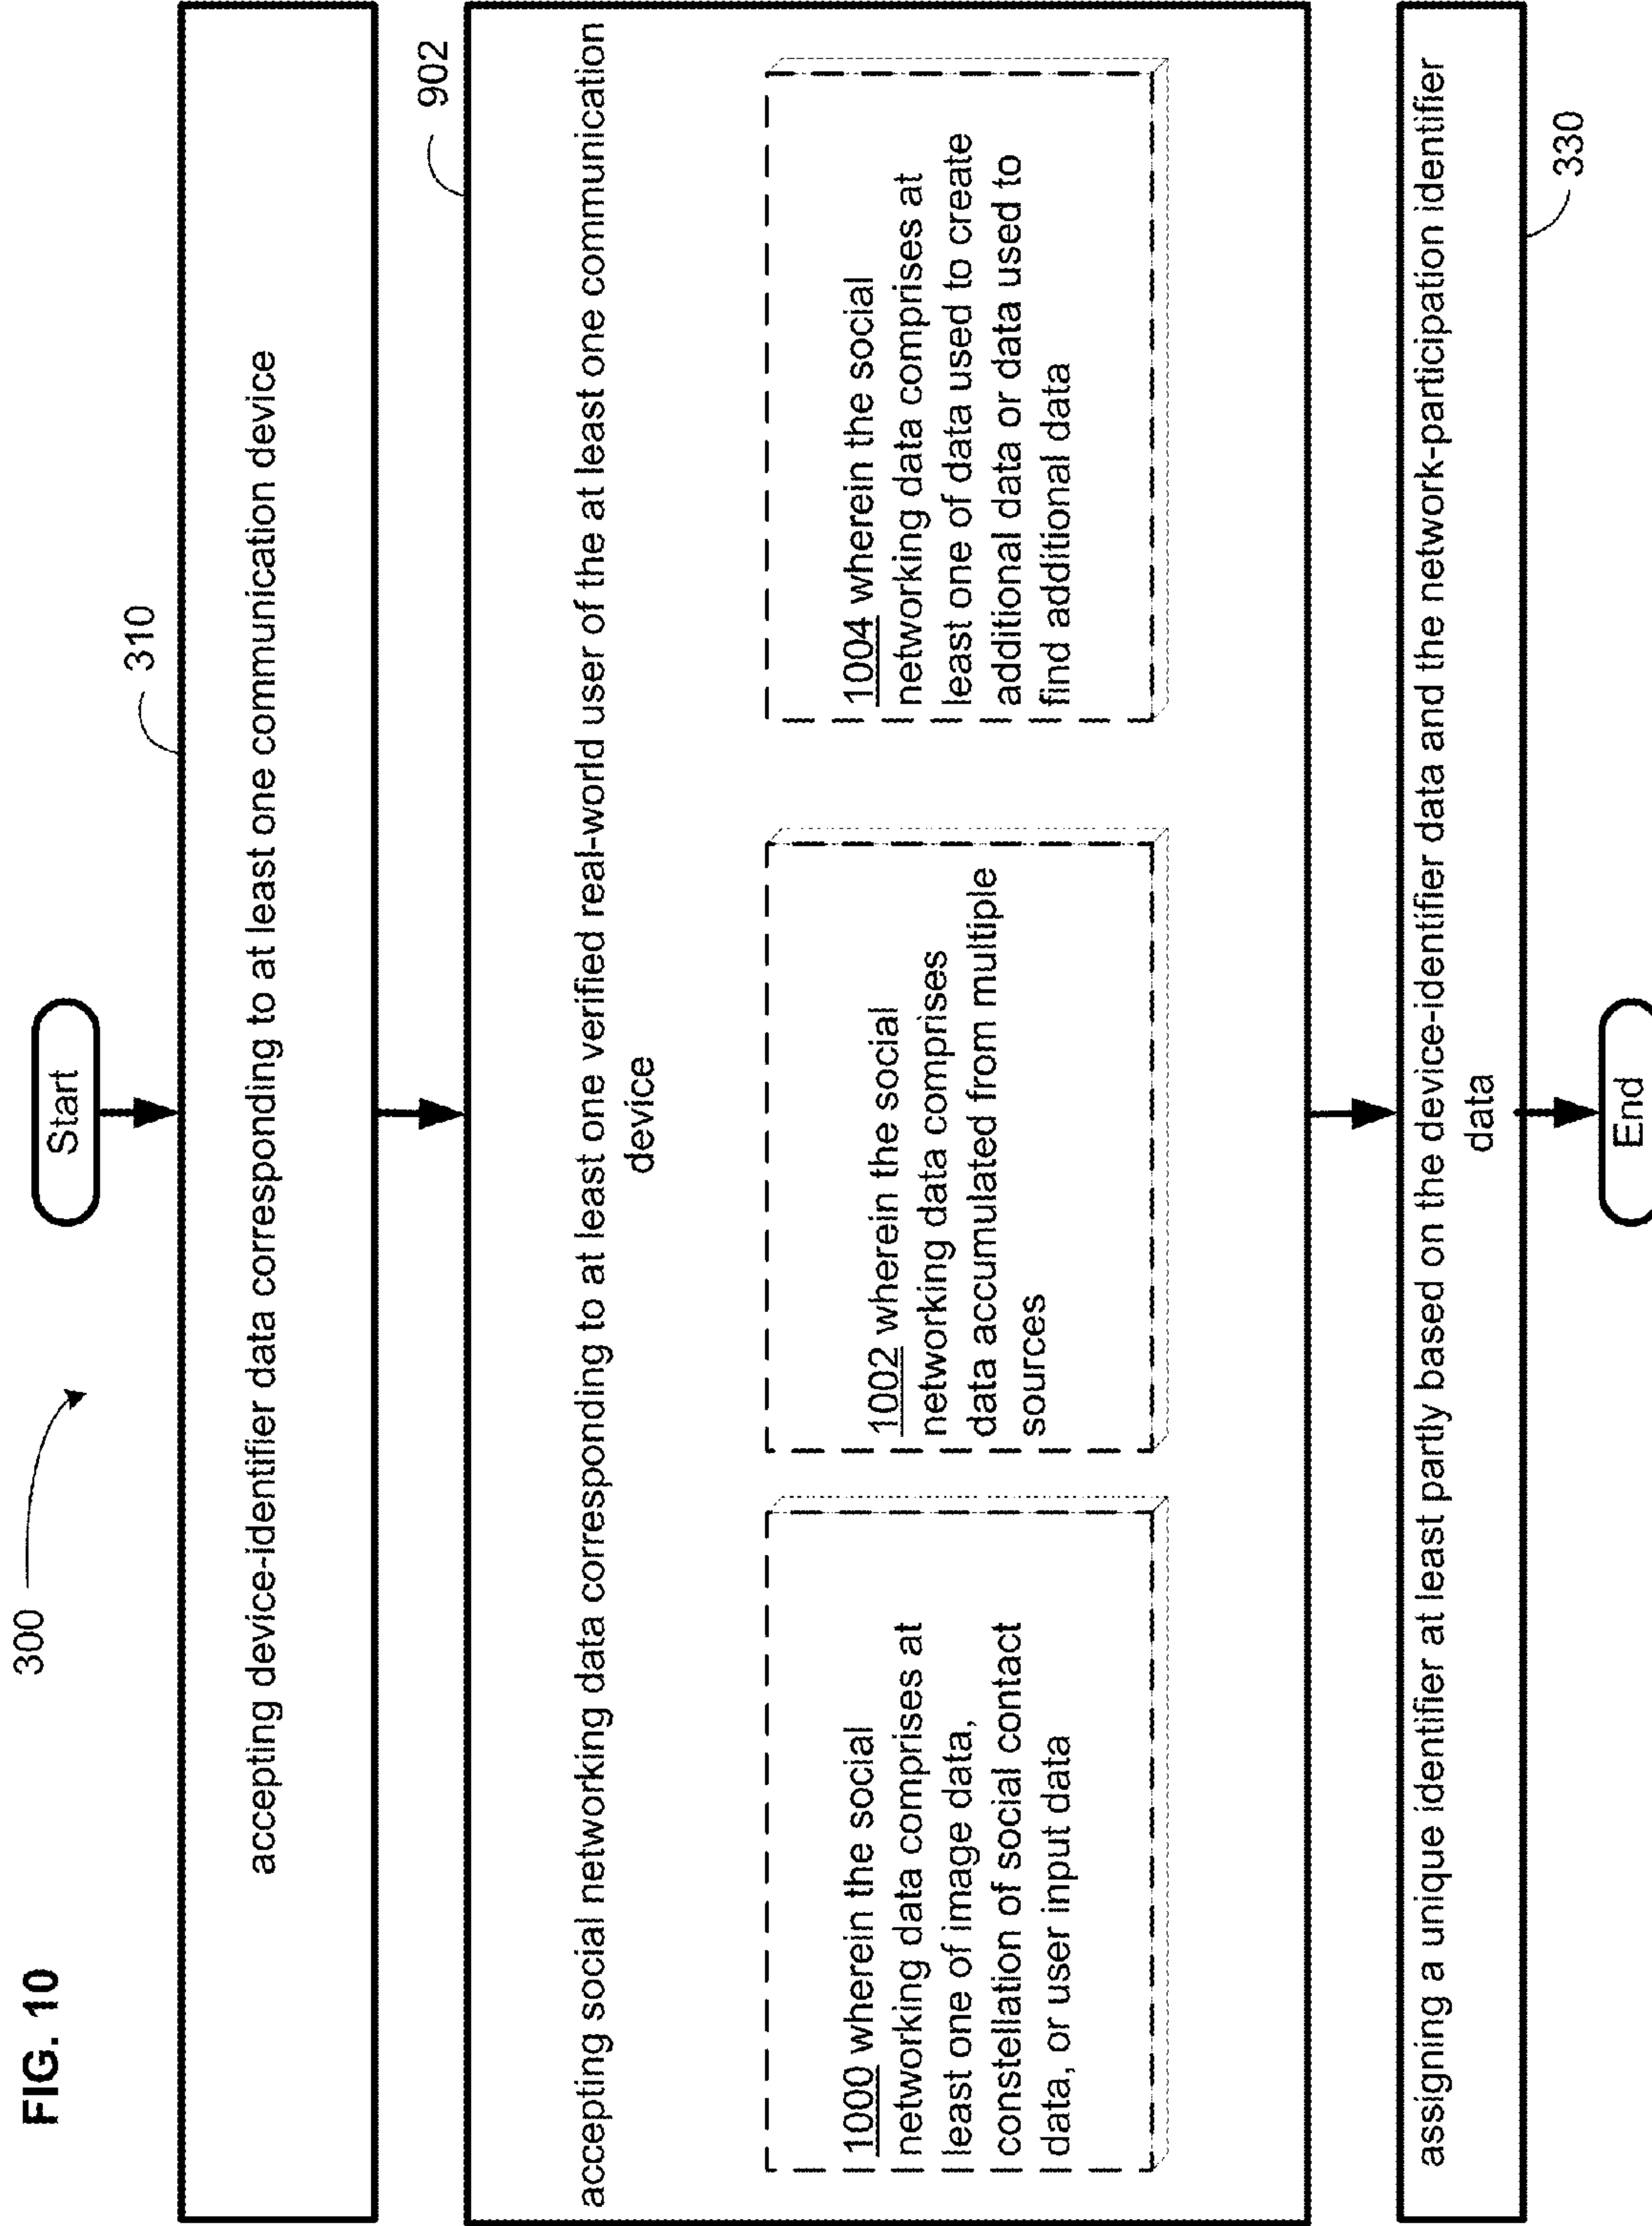 FIG. 10
300
Start
310
accepting device-identifier data corresponding to at least one communication device
902
accepting social networking data corresponding to at least one verified real-world user of the at least one communication
device
1000 wherein the social
networking data comprises at
least one of image data,
constellation of social contact
data, or user input data
1002 wherein the social
networking data comprises
data accumulated from multiple
sources
1004 wherein the social
networking data comprises at
least one of data used to create
additional data or data used to
find additional data
assigning a unique identifier at least partly based on the device-identifier data and the network-participation identifier
data
330
End